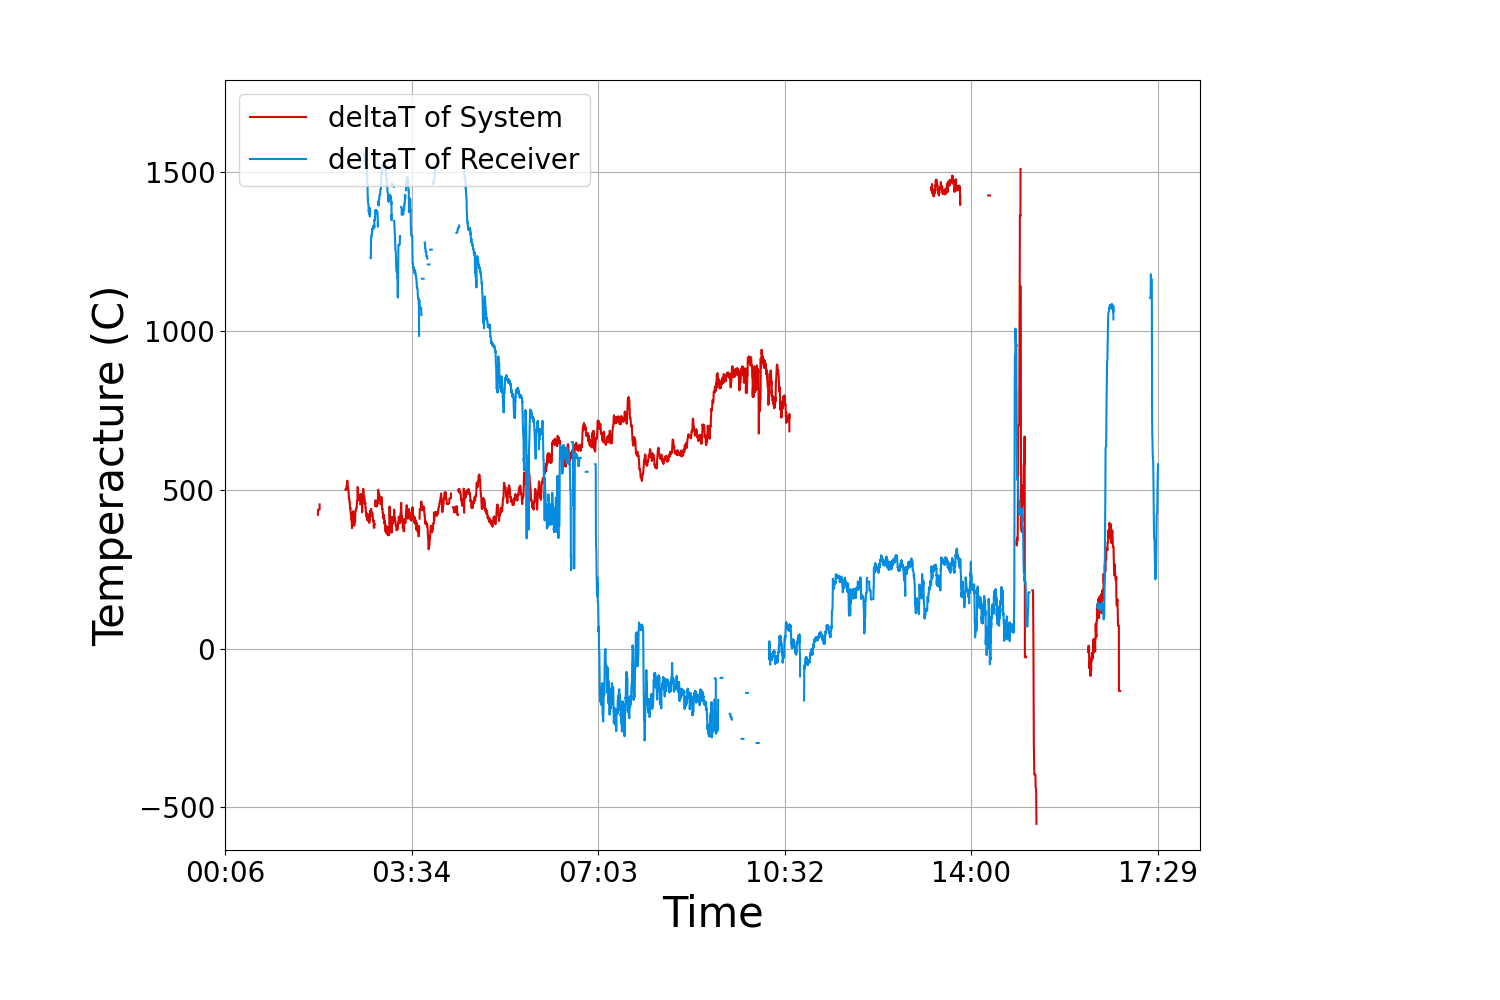 deltaT of System
deltaT of Receiver
Temperacture (C)
1500
1000
500
0
−500
00:06 03:34 07:03 10:32 14:00 17:29
Time